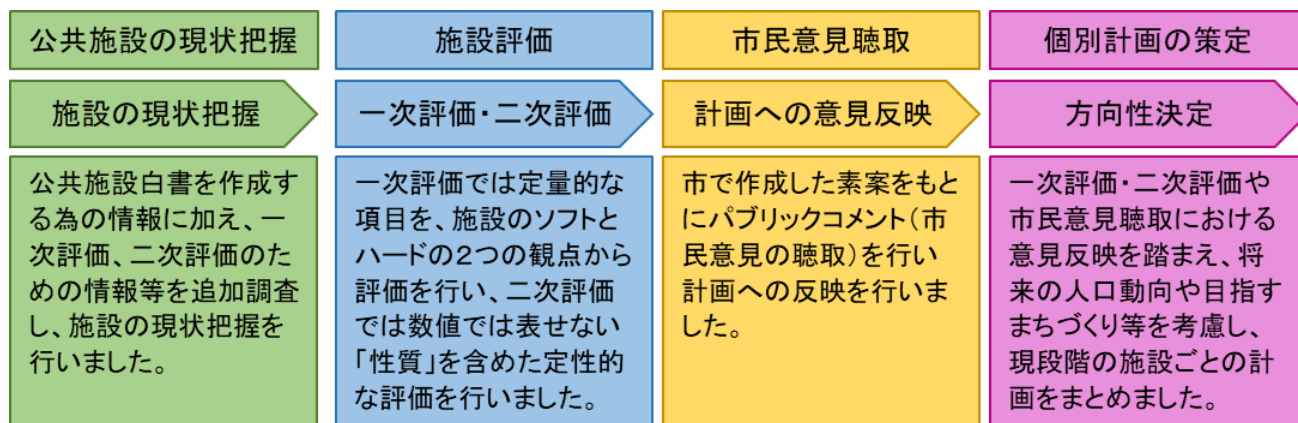 公共施設の現状把握
施設の現状把握
公共施設白書を作成す
る為の情報に加え、一
次評価、二次評価のた
めの情報等を追加調査
し、施設の現状把握を
行いました。
施設評価
一次評価・二次評価
一次評価では定量的な
項目を、施設のソフトと
ハードの２つの観点から
評価を行い、二次評価
では数値では表せない
「性質」を含めた定性的
な評価を行いました。
市民意見聴取
計画への意見反映
市で作成した素案をもと
にパブリックコメント（市
民意見の聴取）を行い
計画への反映を行いま
した。
個別計画の策定
方向性決定
一次評価・二次評価や
市民意見聴取における
意見反映を踏まえ、将
来の人口動向や目指す
まちづくり等を考慮し、
現段階の施設ごとの計
画をまとめました。